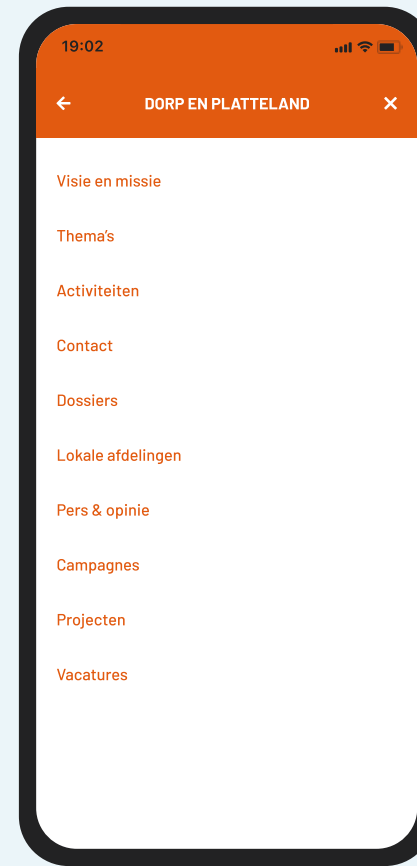 19:02
DORP EN PLATTELAND
Visie en missie
Thema’s
Activiteiten
Contact
Dossiers
Lokale afdelingen
Pers & opinie
Campagnes
Projecten
Vacatures